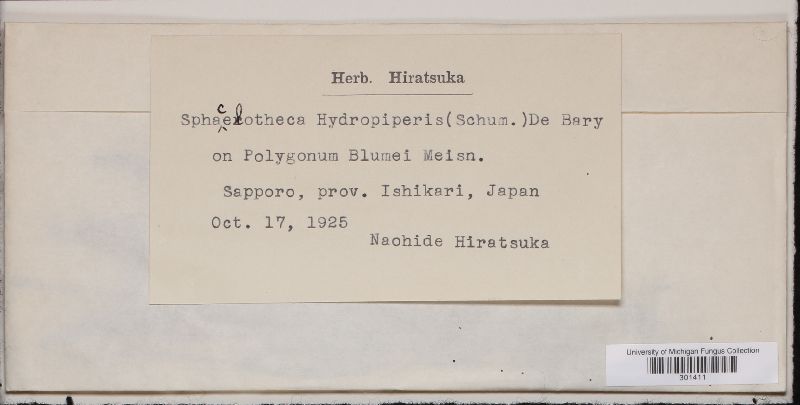 Herb. Hiratsuka
Sphacelotheca Hydropiperis(Schum.)De Bary
on Polygonum Blumei Meisn.
Sapporo, prov. Ishikari, Japan
Oct. 17, 1925
Naohide Hiratsuka
University of Michigan Fungus Collection
301411